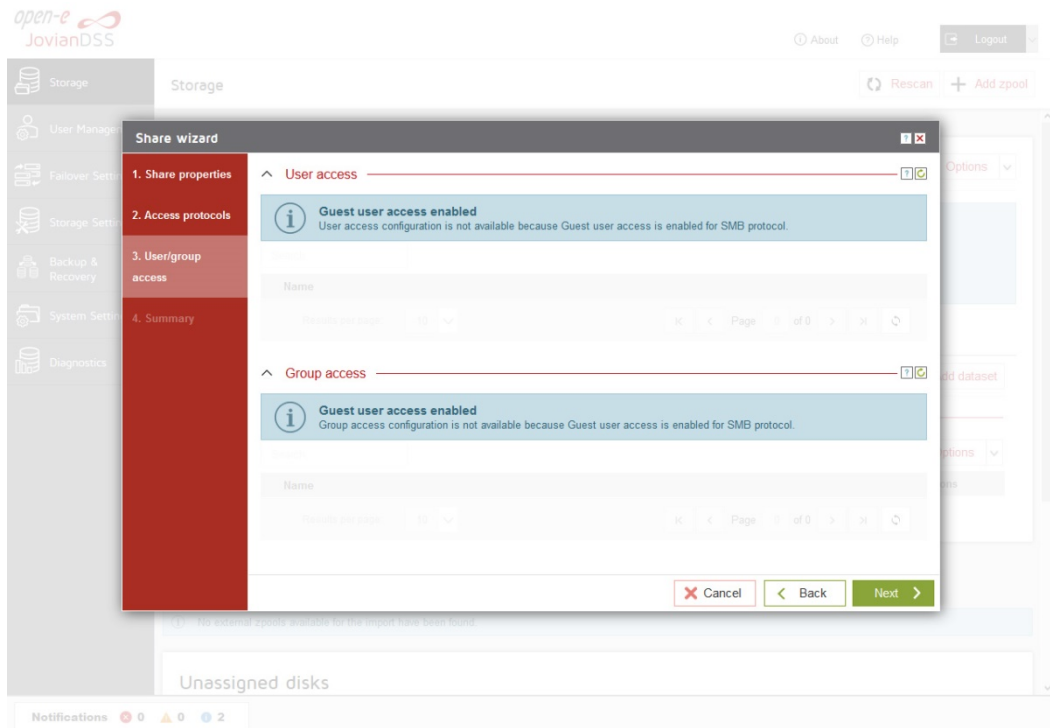 open-e
JovianDSS
About
Help
Logout
Storage
Storage
Rescan
Add zpool
User Manage
Failover Setti
Storage Settin
Backup &
Recovery
System Settin
Diagnostics
Options
Share wizard
1. Share properties
2. Access protocols
3. User/group
access
4. Summary
User access
Guest user access enabled
User access configuration is not available because Guest user access is enabled for SMB protocol.
Name
Results per page 10
Page of 0
Group access
Guest user access enabled
Group access configuration is not available because Guest user access is enabled for SMB protocol.
Name
Results per page 10
Page of 0
dd dataset
ptions
ons
Cancel
Back
Next
No external zpools available for the import have been found.
Unassigned disks
Notifications 0 0 2